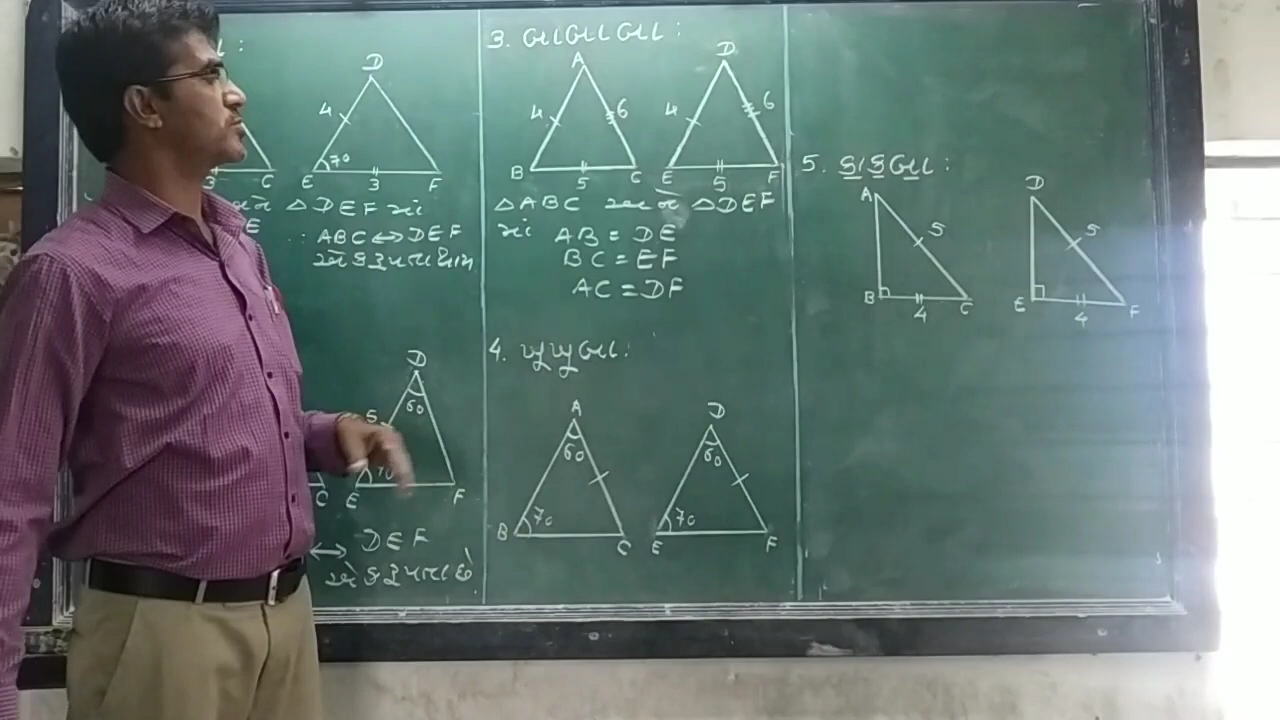 D
4
70
E 3 F
3 C
△DEF
E
∴ ABC ↔ DEF
D
60
5
70
C E F
↔ DEF
3. બાબાબા :
A D
4 6 4 6
B 5 C E 5 F
△ABC અને △DEF
માં AB = DE
BC = EF
AC = DF
4. ખૂખૂબા :
A D
60 60
70 70
B C E F
5. કાકબા :
A D
5 5
B 4 C E 4 F